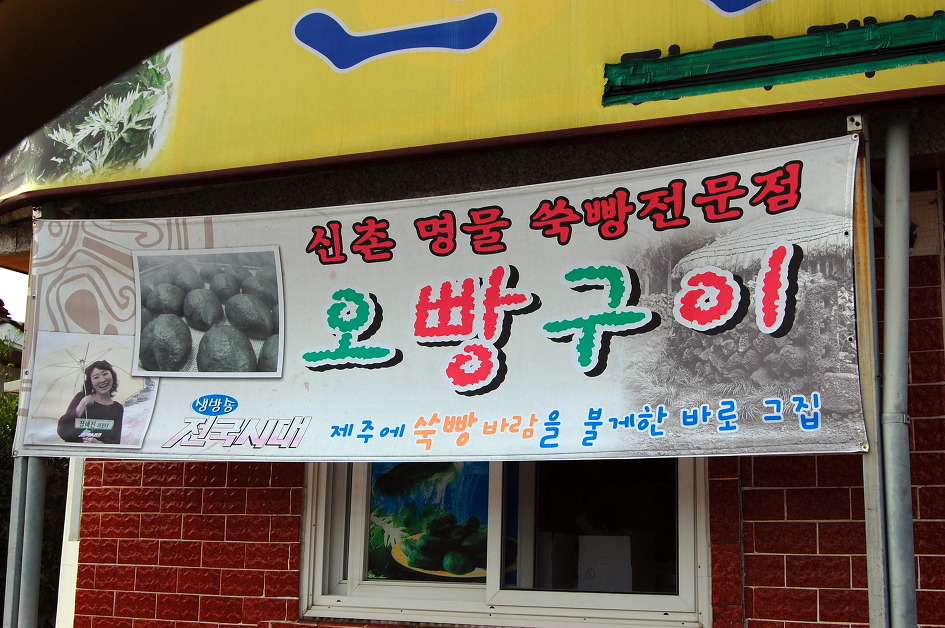 신촌 명물 쑥빵전문점
오빵구이
생방송
전국시대
제주에 쑥빵바람을 불게한 바로 그집